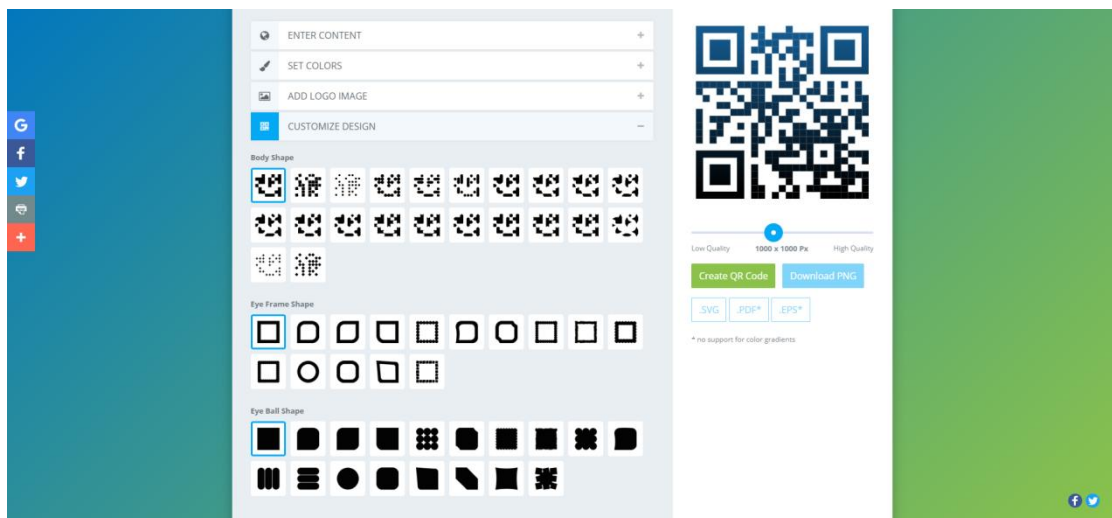 ENTER CONTENT
SET COLORS
ADD LOGO IMAGE
CUSTOMIZE DESIGN
Body Shape
Eye Frame Shape
Eye Ball Shape
Low Quality 1000 x 1000 Px High Quality
Create QR Code Download PNG
.SVG .PDF* .EPS*
* no support for color gradients